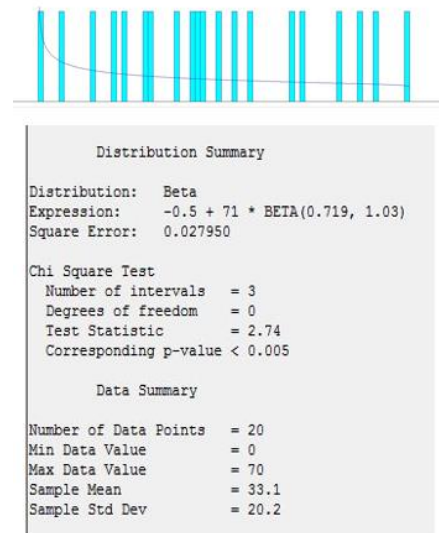 Distribution Summary
Distribution: Beta
Expression: -0.5 + 71 * BETA(0.719, 1.03)
Square Error: 0.027950
Chi Square Test
Number of intervals = 3
Degrees of freedom = 0
Test Statistic = 2.74
Corresponding p-value < 0.005
Data Summary
Number of Data Points = 20
Min Data Value = 0
Max Data Value = 70
Sample Mean = 33.1
Sample Std Dev = 20.2